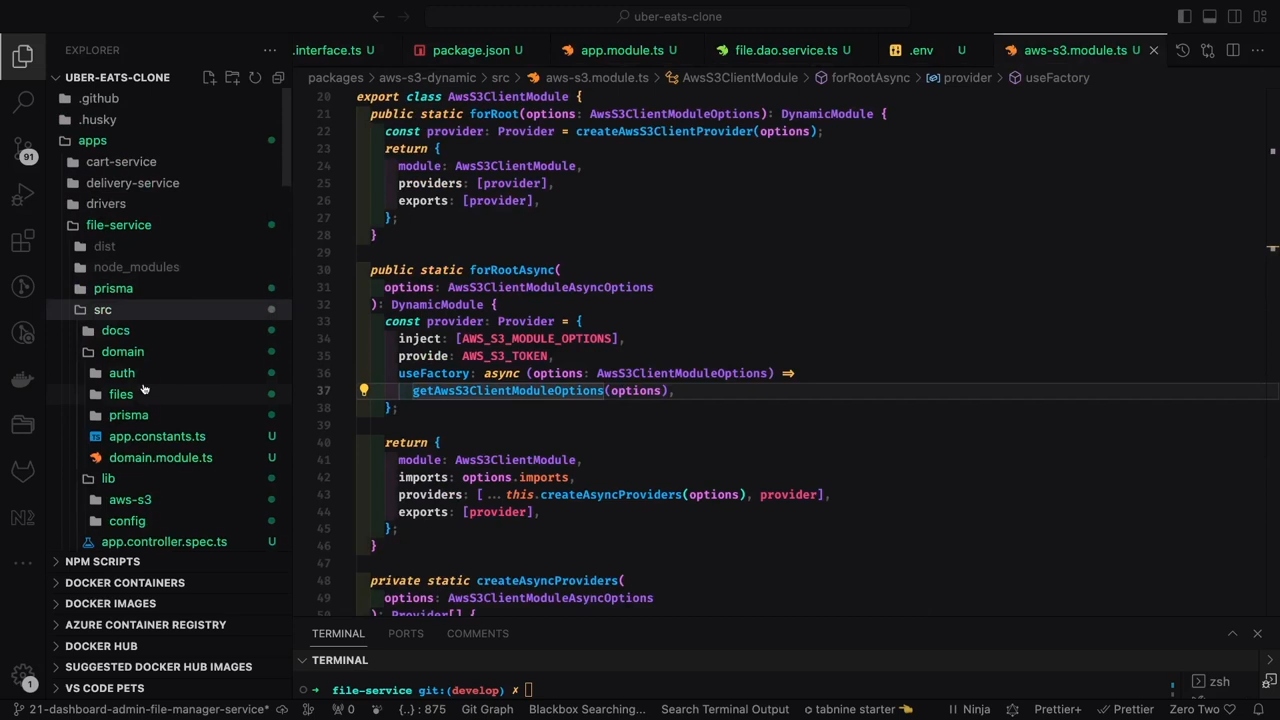 uber-eats-clone
EXPLORER
.interface.ts U
package.json U
app.module.ts U
file.dao.service.ts U
.env U
aws-s3.module.ts U
UBER-EATS-CLONE
packages > aws-s3-dynamic > src > aws-s3.module.ts > AwsS3ClientModule > forRootAsync > provider > useFactory
.github
.husky
apps
cart-service
delivery-service
drivers
file-service
dist
node_modules
prisma
src
docs
domain
auth
files
prisma
app.constants.ts U
domain.module.ts U
lib
aws-s3
config
app.controller.spec.ts U
NPM SCRIPTS
DOCKER CONTAINERS
DOCKER IMAGES
AZURE CONTAINER REGISTRY
DOCKER HUB
SUGGESTED DOCKER HUB IMAGES
VS CODE PETS
91
1
20 export class AwsS3ClientModule {
21 public static forRoot(options: AwsS3ClientModuleOptions): DynamicModule {
22 const provider: Provider = createAwsS3ClientProvider(options);
23 return {
24 module: AwsS3ClientModule,
25 providers: [provider],
26 exports: [provider],
27 };
28 }
29
30 public static forRootAsync(
31 options: AwsS3ClientModuleAsyncOptions
32 ): DynamicModule {
33 const provider: Provider = {
34 inject: [AWS_S3_MODULE_OPTIONS],
35 provide: AWS_S3_TOKEN,
36 useFactory: async (options: AwsS3ClientModuleOptions) =>
37 getAwsS3ClientModuleOptions(options),
38 };
39
40 return {
41 module: AwsS3ClientModule,
42 imports: options.imports,
43 providers: [...this.createAsyncProviders(options), provider],
44 exports: [provider],
45 };
46 }
47
48 private static createAsyncProviders(
49 options: AwsS3ClientModuleAsyncOptions
50 ): Provider[] {
TERMINAL PORTS COMMENTS
TERMINAL
→ file-service git:(develop) ✗
zsh
21-dashboard-admin-file-manager-service* 0 {..}: 875 Git Graph Blackbox Searching... Search Terminal Output tabnine starter Ninja Prettier+ Prettier Zero Two